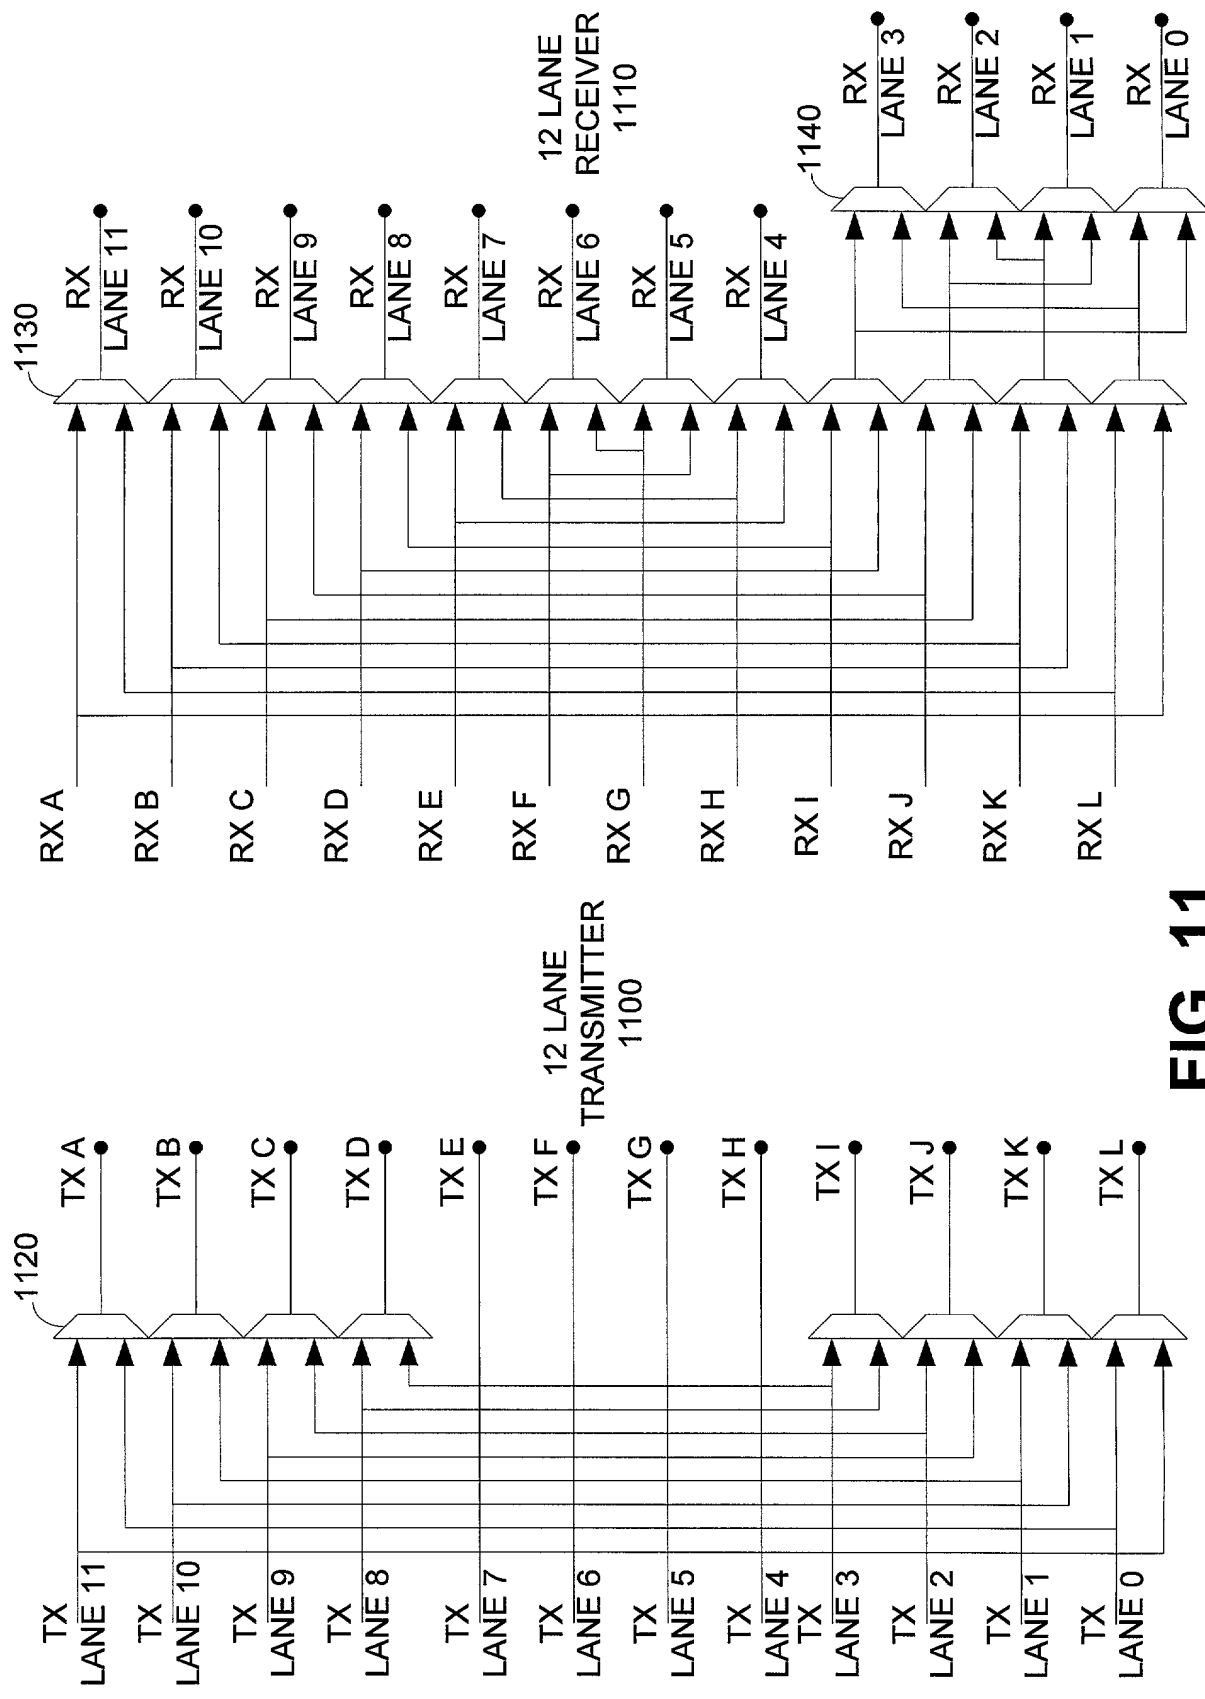 1120
TX
LANE 11
TX
LANE 10
TX
LANE 9
TX
LANE 8
TX
LANE 7
TX
LANE 6
TX
LANE 5
TX
LANE 4
TX
LANE 3
TX
LANE 2
TX
LANE 1
TX
LANE 0
TX A
TX B
TX C
TX D
TX E
TX F
TX G
TX H
TX I
TX J
TX K
TX L
12 LANE
TRANSMITTER
1100
RX A
RX B
RX C
RX D
RX E
RX F
RX G
RX H
RX I
RX J
RX K
RX L
1130
RX
LANE 11
RX
LANE 10
RX
LANE 9
RX
LANE 8
RX
LANE 7
RX
LANE 6
RX
LANE 5
RX
LANE 4
12 LANE
RECEIVER
1110
1140
RX
LANE 3
RX
LANE 2
RX
LANE 1
RX
LANE 0
FIG 11